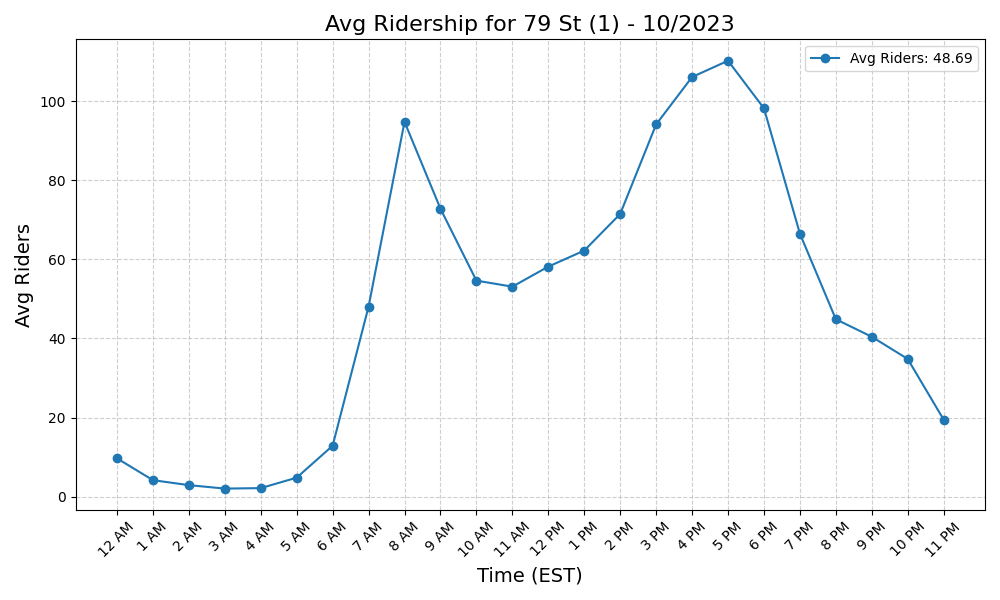 Avg Ridership for 79 St (1) - 10/2023
Avg Riders: 48.69
Avg Riders
100
80
60
40
20
0
12 AM
1 AM
2 AM
3 AM
4 AM
5 AM
6 AM
7 AM
8 AM
9 AM
10 AM
11 AM
12 PM
1 PM
2 PM
3 PM
4 PM
5 PM
6 PM
7 PM
8 PM
9 PM
10 PM
11 PM
Time (EST)